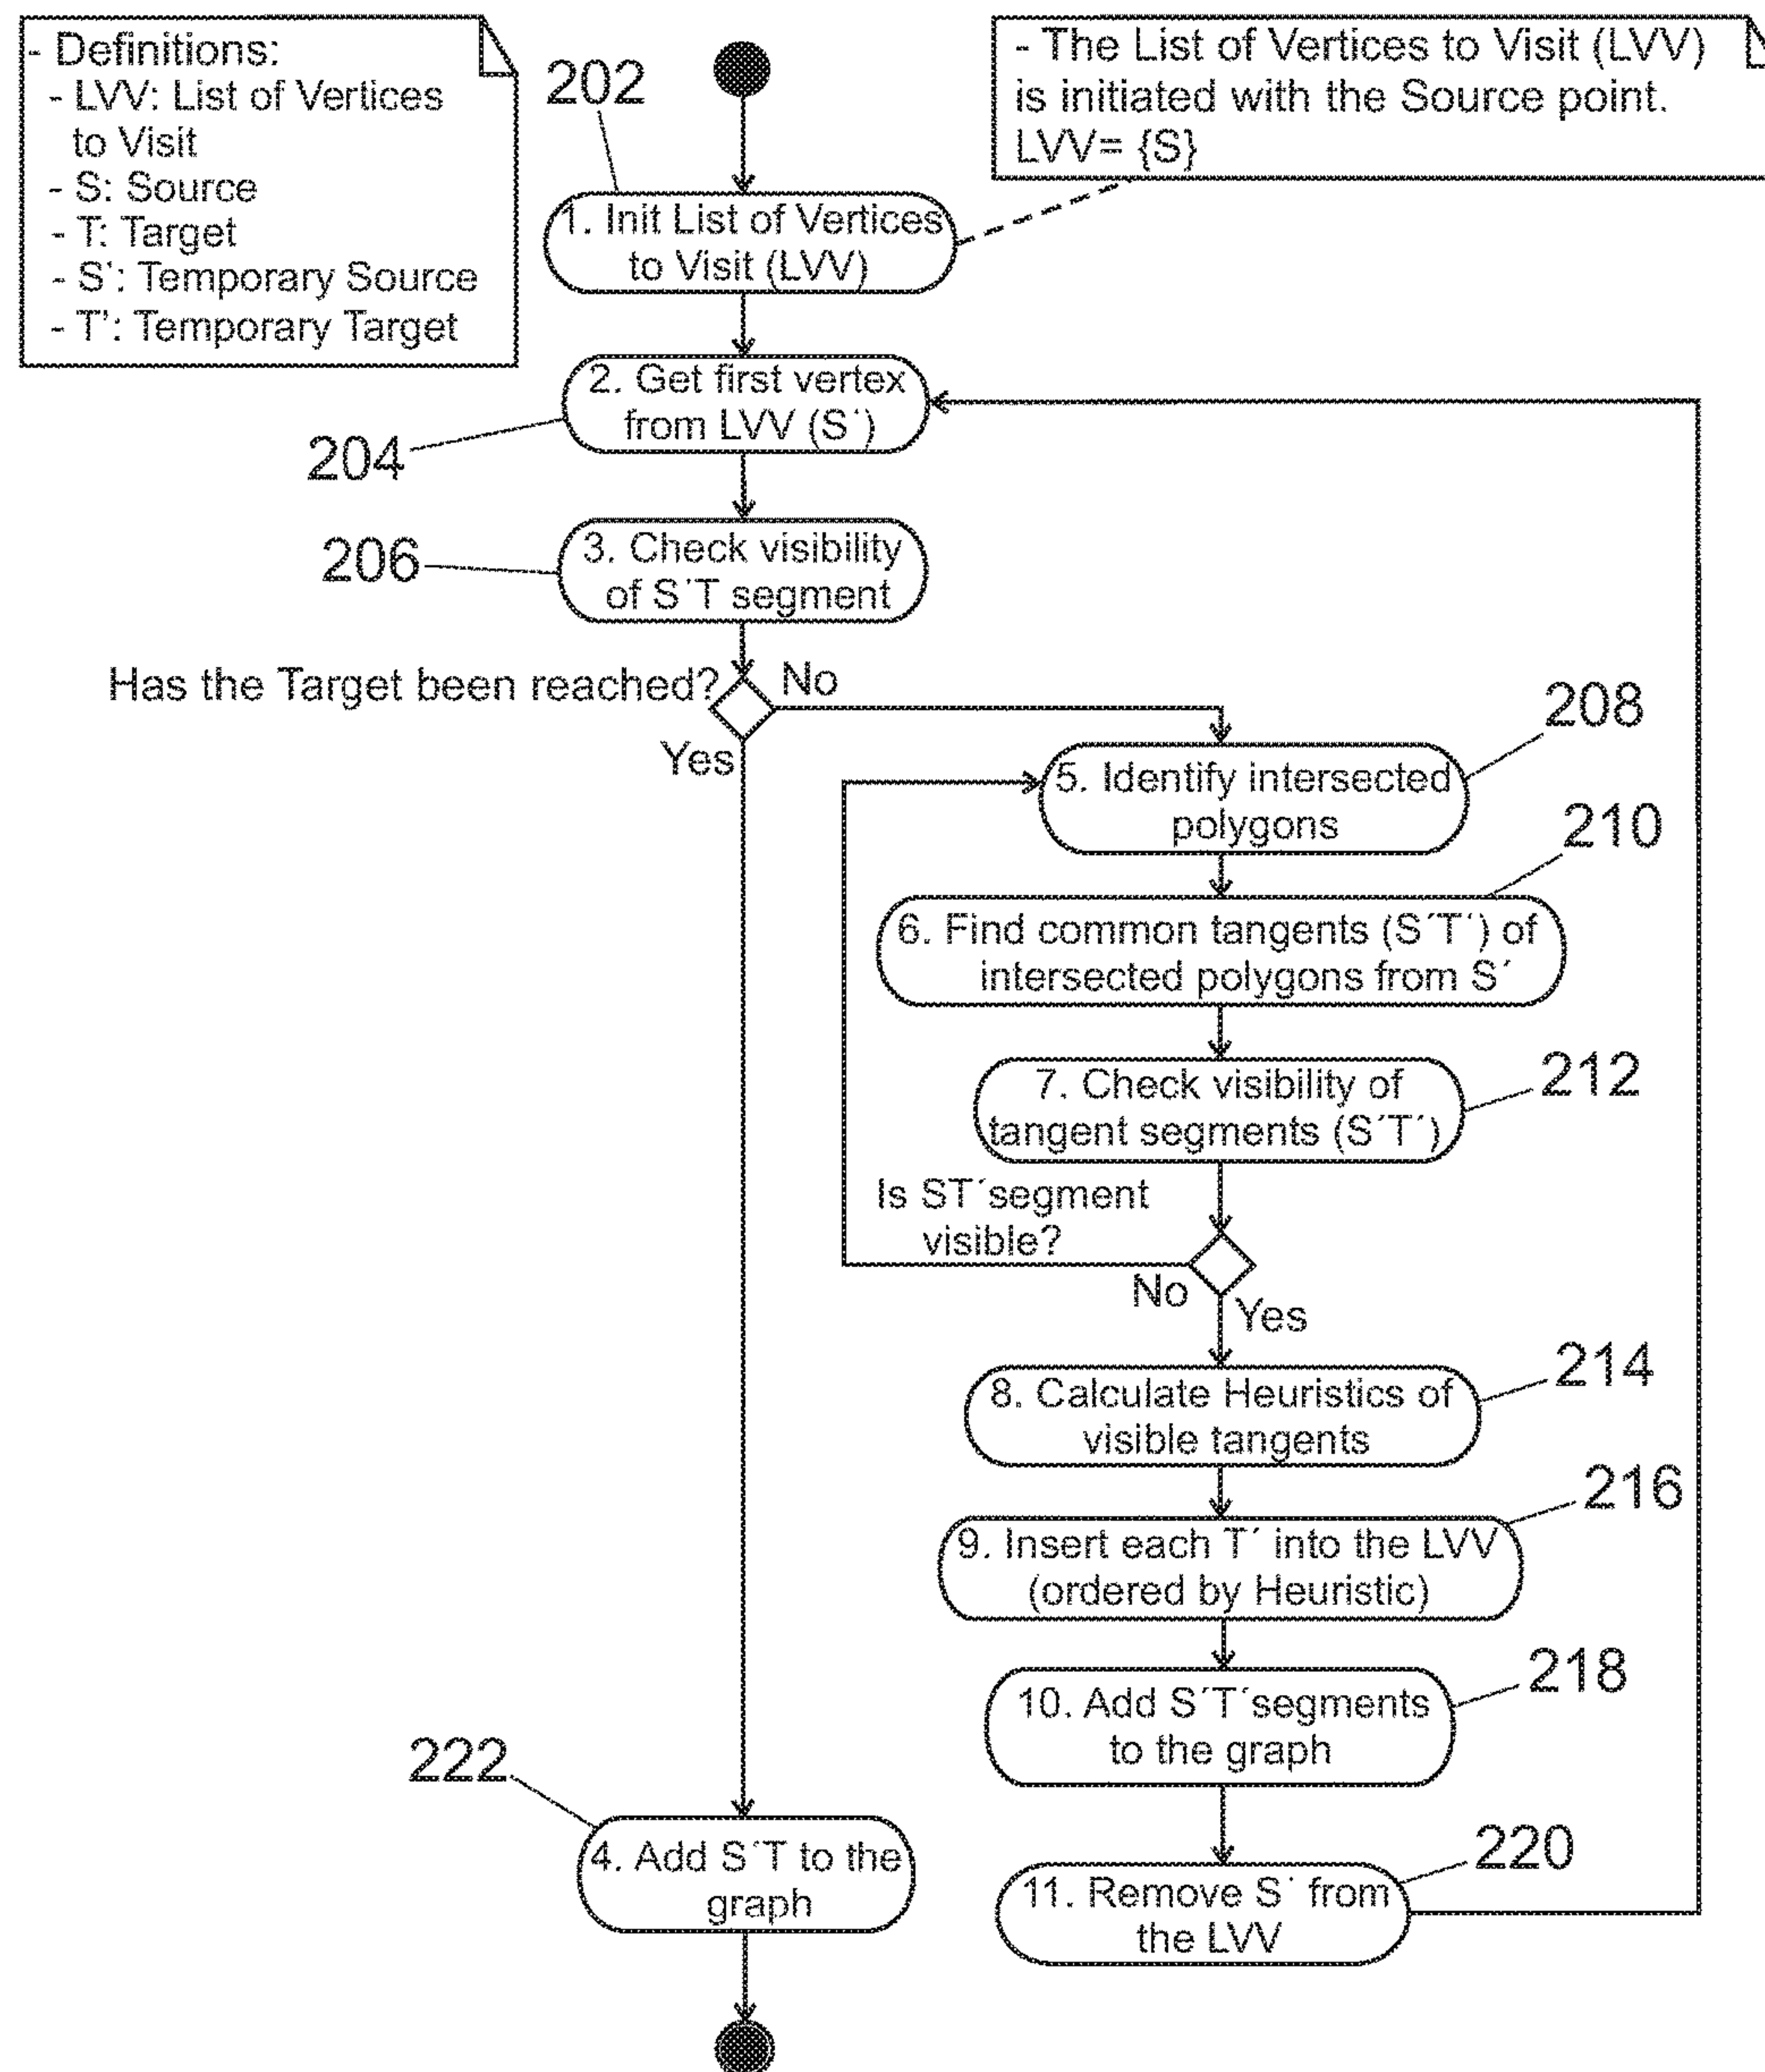 - Definitions:
- LVV: List of Vertices
to Visit
- S: Source
- T: Target
- S': Temporary Source
- T': Temporary Target
202
- The List of Vertices to Visit (LVV)
is initiated with the Source point.
LVV= {S}
1. Init List of Vertices
to Visit (LVV)
2. Get first vertex
from LVV (S´)
204
3. Check visibility
of S´T segment
206
Has the Target been reached?
No
Yes
208
5. Identify intersected
polygons
210
6. Find common tangents (S´T´) of
intersected polygons from S´
7. Check visibility of
tangent segments (S´T´)
212
Is ST´segment
visible?
No
Yes
8. Calculate Heuristics of
visible tangents
214
9. Insert each T´ into the LVV
(ordered by Heuristic)
216
10. Add S´T´segments
to the graph
218
222
4. Add S´T to the
graph
11. Remove S´ from
the LVV
220